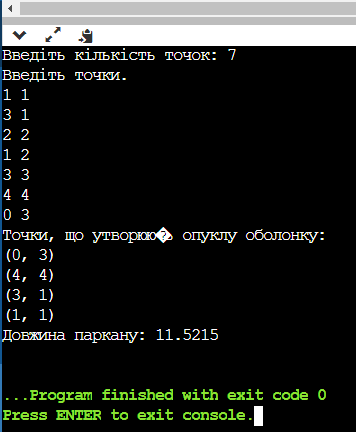 Введіть кількість точок: 7
Введіть точки.
1 1
3 1
2 2
1 2
3 3
4 4
0 3
Точки, що утворюю�ь опуклу оболонку:
(0, 3)
(4, 4)
(3, 1)
(1, 1)
Довжина паркану: 11.5215
...Program finished with exit code 0
Press ENTER to exit console.